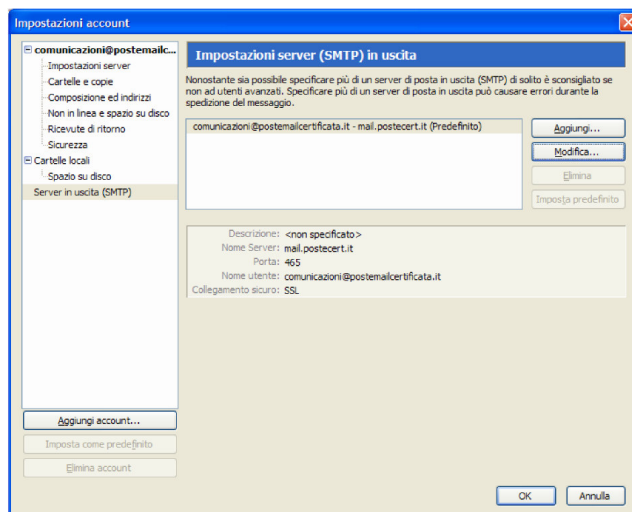 Impostazioni account
comunicazioni@postemailc...
Impostazioni server
Cartelle e copie
Composizione ed indirizzi
Non in linea e spazio su disco
Ricevute di ritorno
Sicurezza
Cartelle locali
Spazio su disco
Server in uscita (SMTP)
Aggiungi account...
Imposta come predefinito
Elimina account
Impostazioni server (SMTP) in uscita
Nonostante sia possibile specificare più di un server di posta in uscita (SMTP) di solito è sconsigliato se
non ad utenti avanzati. Specificare più di un server di posta in uscita può causare errori durante la
spedizione del messaggio.
comunicazioni@postemailcertificata.it - mail.postecert.it (Predefinito)
Aggiungi...
Modifica...
Elimina
Imposta predefinito
Descrizione: <non specificato>
Nome Server: mail.postecert.it
Porta: 465
Nome utente: comunicazioni@postemailcertificata.it
Collegamento sicuro: SSL
OK
Annulla